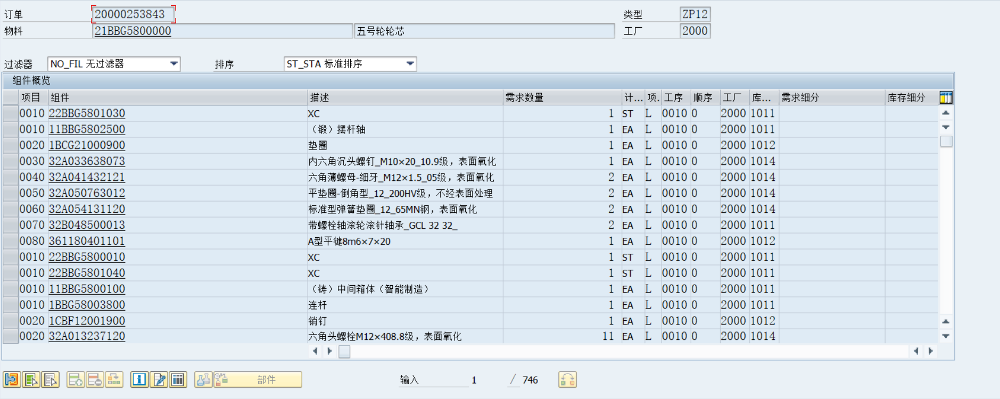 订单 20000253843 类型 ZP12
物料 21BBG5800000 五号轮轮芯 工厂 2000
过滤器 NO_FIL 无过滤器 排序 ST_STA 标准排序
组件概览
项目 组件 描述 需求数量 计... 项. 工序 顺序 工厂 库... 需求细分 库存细分
0010 22BBG5801030 XC 1 ST L 0010 0 2000 1011
0010 11BBG5802500 （锻）摆杆轴 1 EA L 0010 0 2000 1011
0020 1BCG21000900 垫圈 1 EA L 0010 0 2000 1012
0030 32A033638073 内六角沉头螺钉_M10×20_10.9级，表面氧化 1 EA L 0010 0 2000 1014
0040 32A041432121 六角薄螺母-细牙_M12×1.5_05级，表面氧化 2 EA L 0010 0 2000 1014
0050 32A050763012 平垫圈-倒角型_12_200HV级，不经表面处理 2 EA L 0010 0 2000 1014
0060 32A054131120 标准型弹簧垫圈_12_65MN钢，表面氧化 2 EA L 0010 0 2000 1014
0070 32B048500013 带螺栓轴滚轮滚针轴承_GCL 32 32_ 2 EA L 0010 0 2000 1011
0080 361180401101 A型平键8m6×7×20 1 EA L 0010 0 2000 1012
0010 22BBG5800010 XC 1 ST L 0010 0 2000 1011
0010 22BBG5801040 XC 1 ST L 0010 0 2000 1011
0010 11BBG5800100 （铸）中间箱体（智能制造） 1 EA L 0010 0 2000 1011
0010 1BBG58003800 连杆 1 EA L 0010 0 2000 1011
0020 1CBF12001900 销钉 1 EA L 0010 0 2000 1012
0020 32A013237120 六角头螺栓M12×408.8级，表面氧化 11 EA L 0010 0 2000 1014
部件 输入 1 / 746